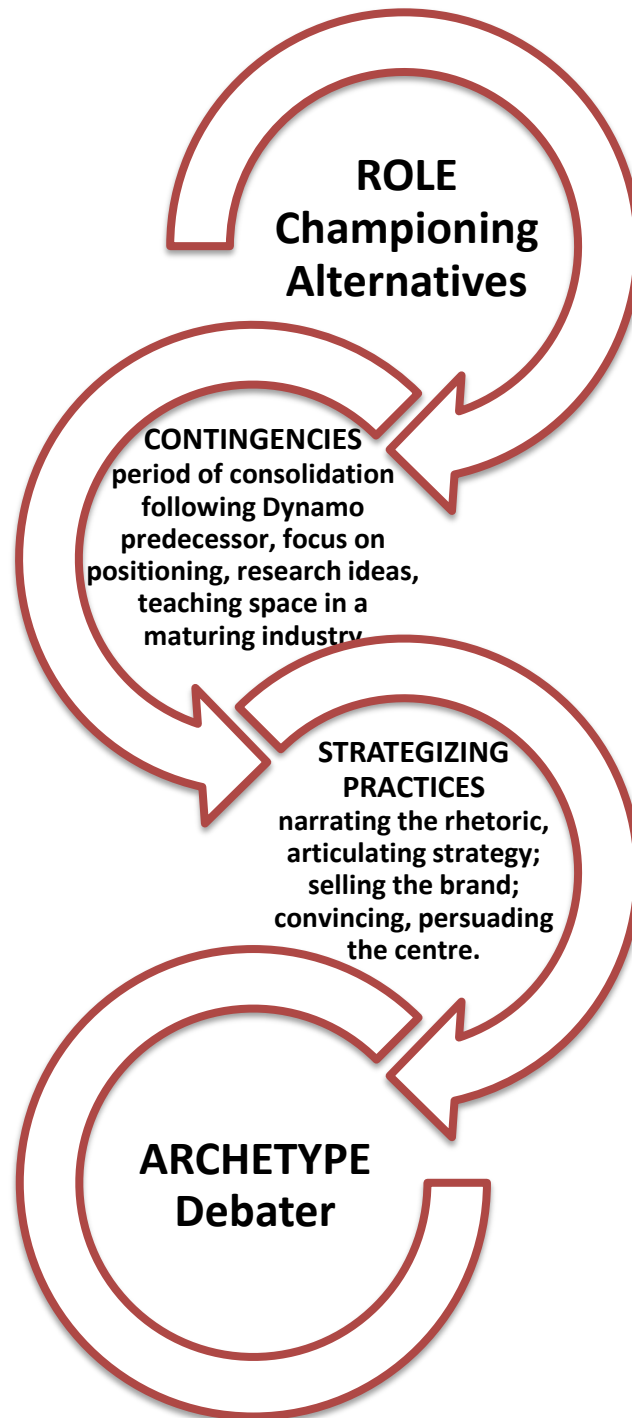 ROLE
Championing
Alternatives
CONTINGENCIES
period of consolidation
following Dynamo
predecessor, focus on
positioning, research ideas,
teaching space in a
maturing industry
STRATEGIZING
PRACTICES
narrating the rhetoric,
articulating strategy;
selling the brand;
convincing, persuading
the centre.
ARCHETYPE
Debater